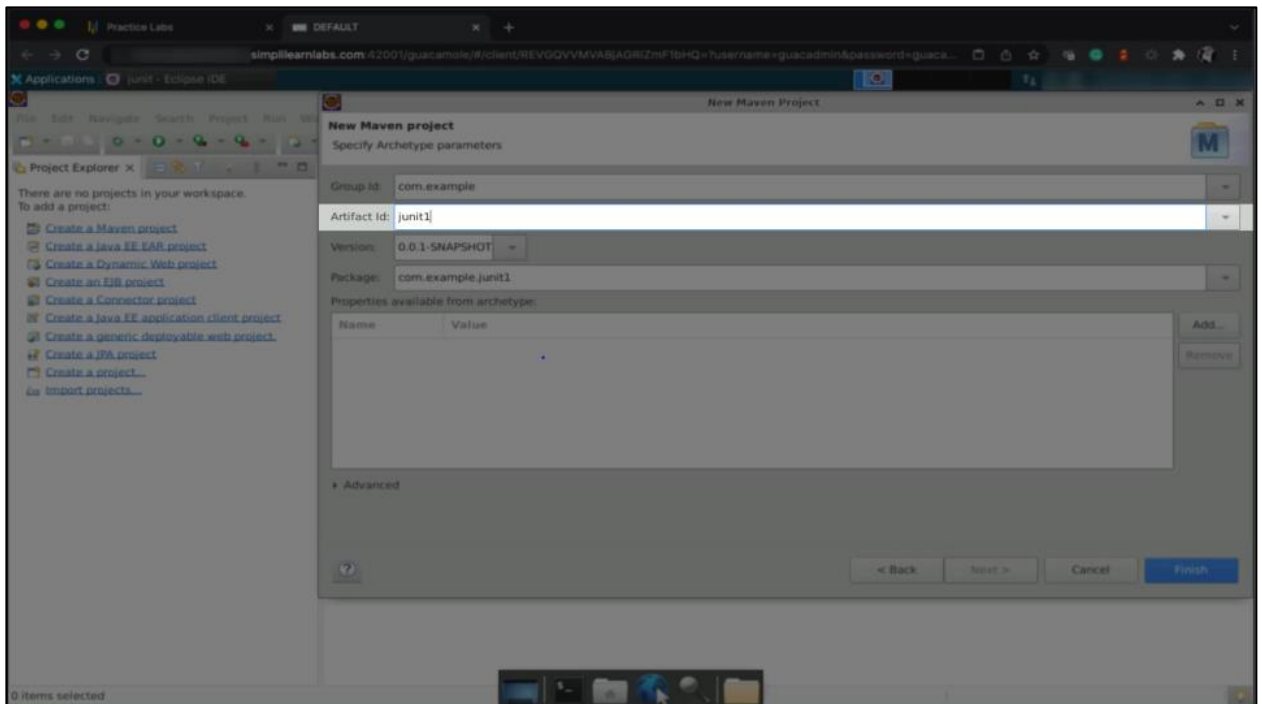 Practice Labs
DEFAULT
simplilearnlabs.com:42001/guacamole/#/client/REVGQVVMVABjAGRiZmF1bHQ=?username=guacadmin&password=guaca...
Applications
junit - Eclipse IDE
New Maven Project
File Edit Navigate Search Project Run
New Maven project
Specify Archetype parameters
M
Project Explorer
There are no projects in your workspace.
To add a project:
Create a Maven project
Create a Java EE EAR project
Create a Dynamic Web project
Create an EJB project
Create a Connector project
Create a Java EE application client project
Create a generic deployable web project.
Create a JPA project
Create a project...
Import projects...
Group Id: com.example
Artifact Id: junit1
Version: 0.0.1-SNAPSHOT
Package: com.example.junit1
Properties available from archetype:
Name Value
Add...
Remove
Advanced
?
< Back Next > Cancel Finish
0 items selected